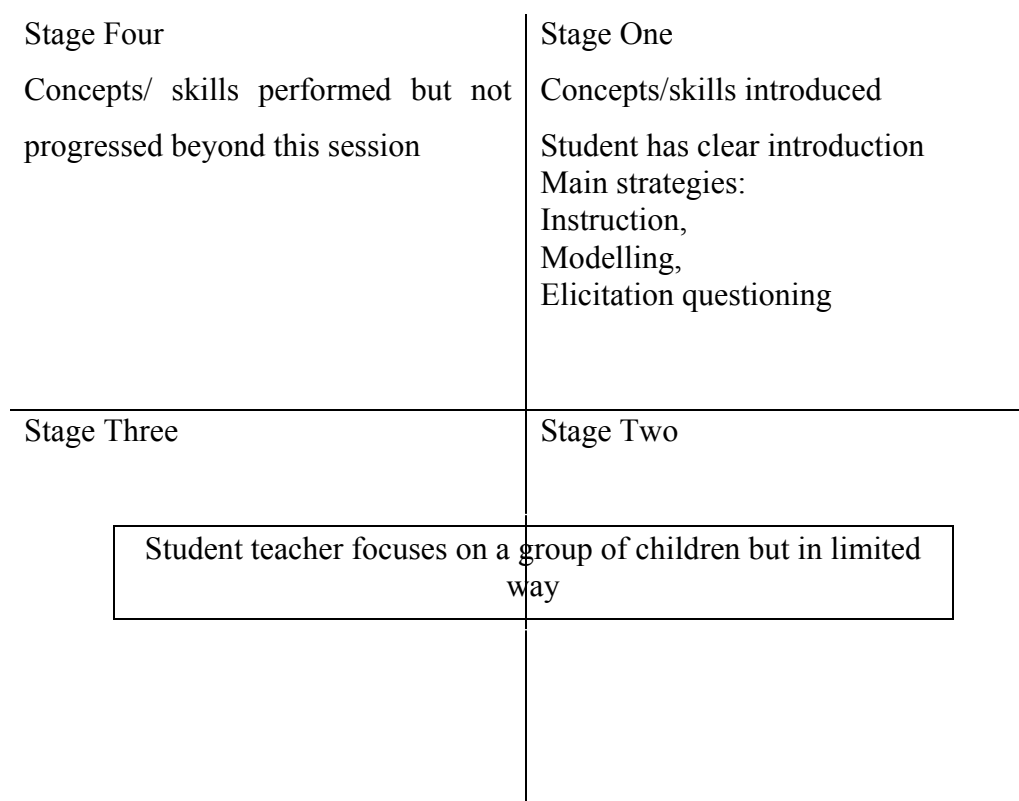 Stage Four
Concepts/ skills performed but not
progressed beyond this session
Stage One
Concepts/skills introduced
Student has clear introduction
Main strategies:
Instruction,
Modelling,
Elicitation questioning
Stage Three
Stage Two
Student teacher focuses on a group of children but in limited
way